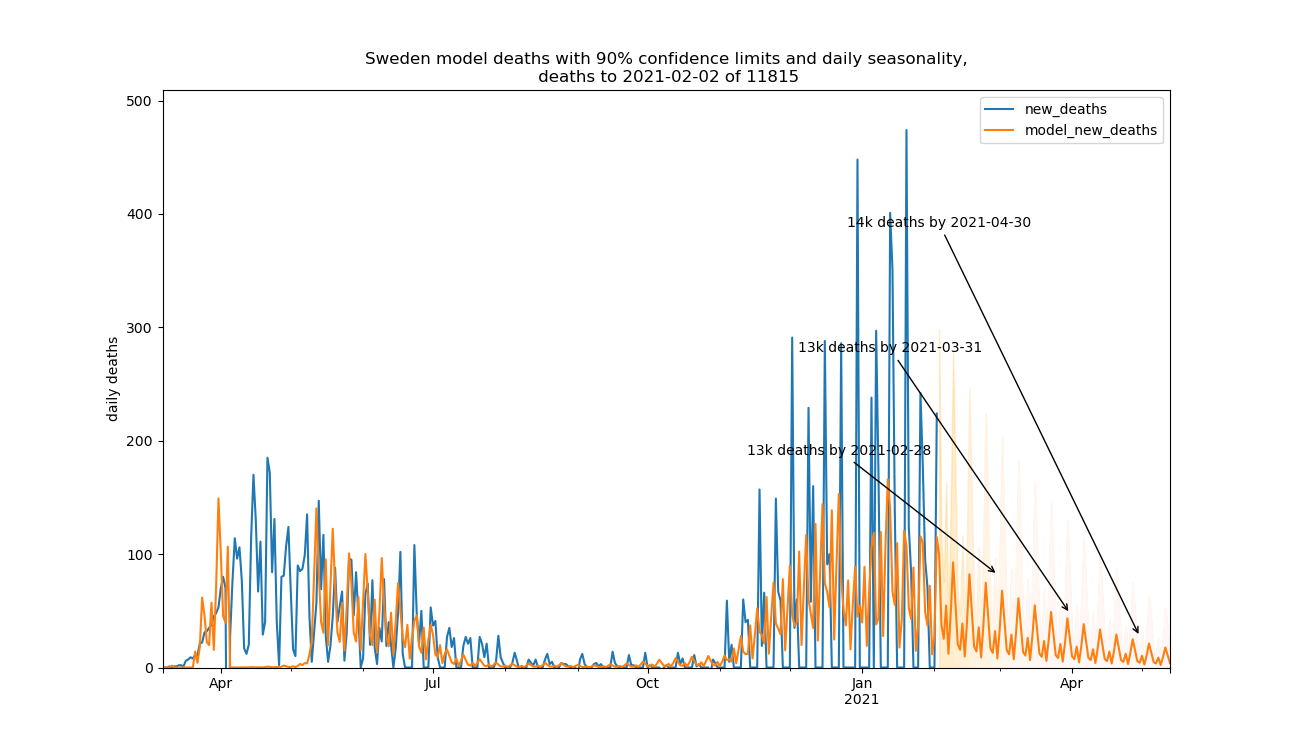 Sweden model deaths with 90% confidence limits and daily seasonality,
deaths to 2021-02-02 of 11815
new_deaths
model_new_deaths
daily deaths
500
400
300
200
100
0
14k deaths by 2021-04-30
13k deaths by 2021-03-31
13k deaths by 2021-02-28
Apr
Jul
Oct
Jan
2021
Apr